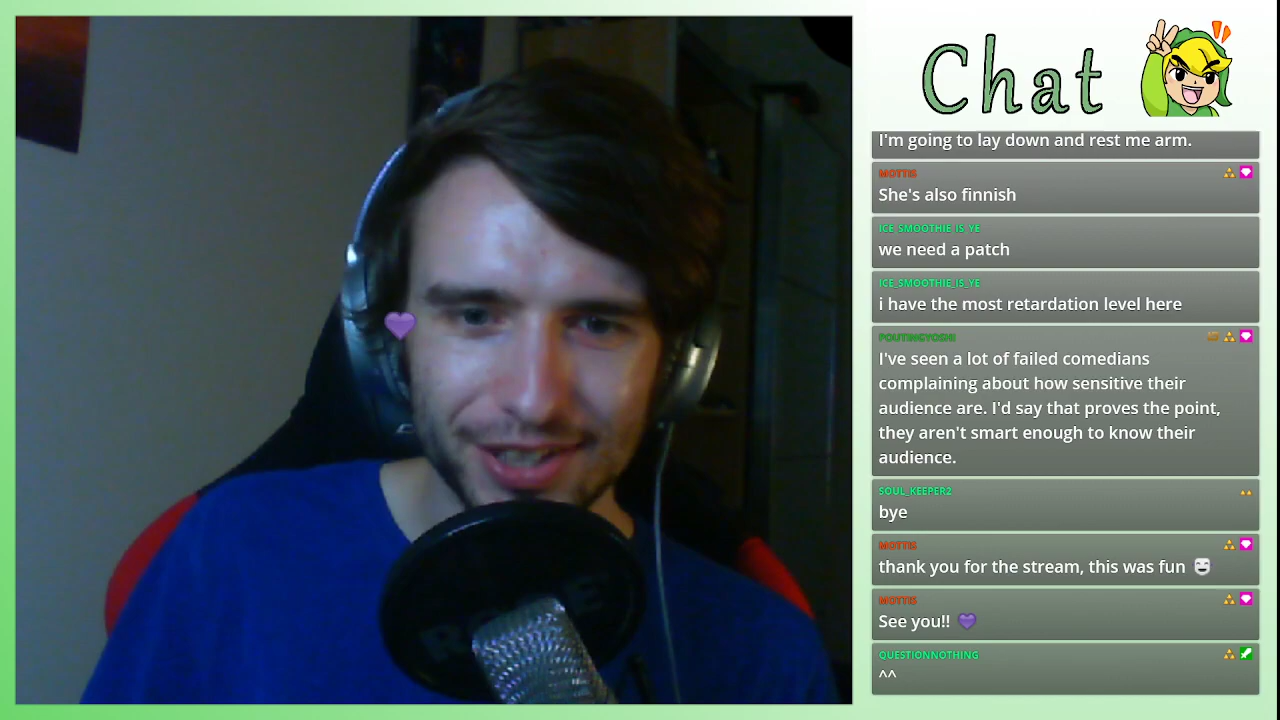 Chat
I'm going to lay down and rest me arm.
MOTTIS
She's also finnish
ICE_SMOOTHIE_IS_YE
we need a patch
ICE_SMOOTHIE_IS_YE
i have the most retardation level here
POUTINGYOSHI
I've seen a lot of failed comedians
complaining about how sensitive their
audience are. I'd say that proves the point,
they aren't smart enough to know their
audience.
SOUL_KEEPER2
bye
MOTTIS
thank you for the stream, this was fun
MOTTIS
See you!! 💜
QUESTIONNOTHING
^^